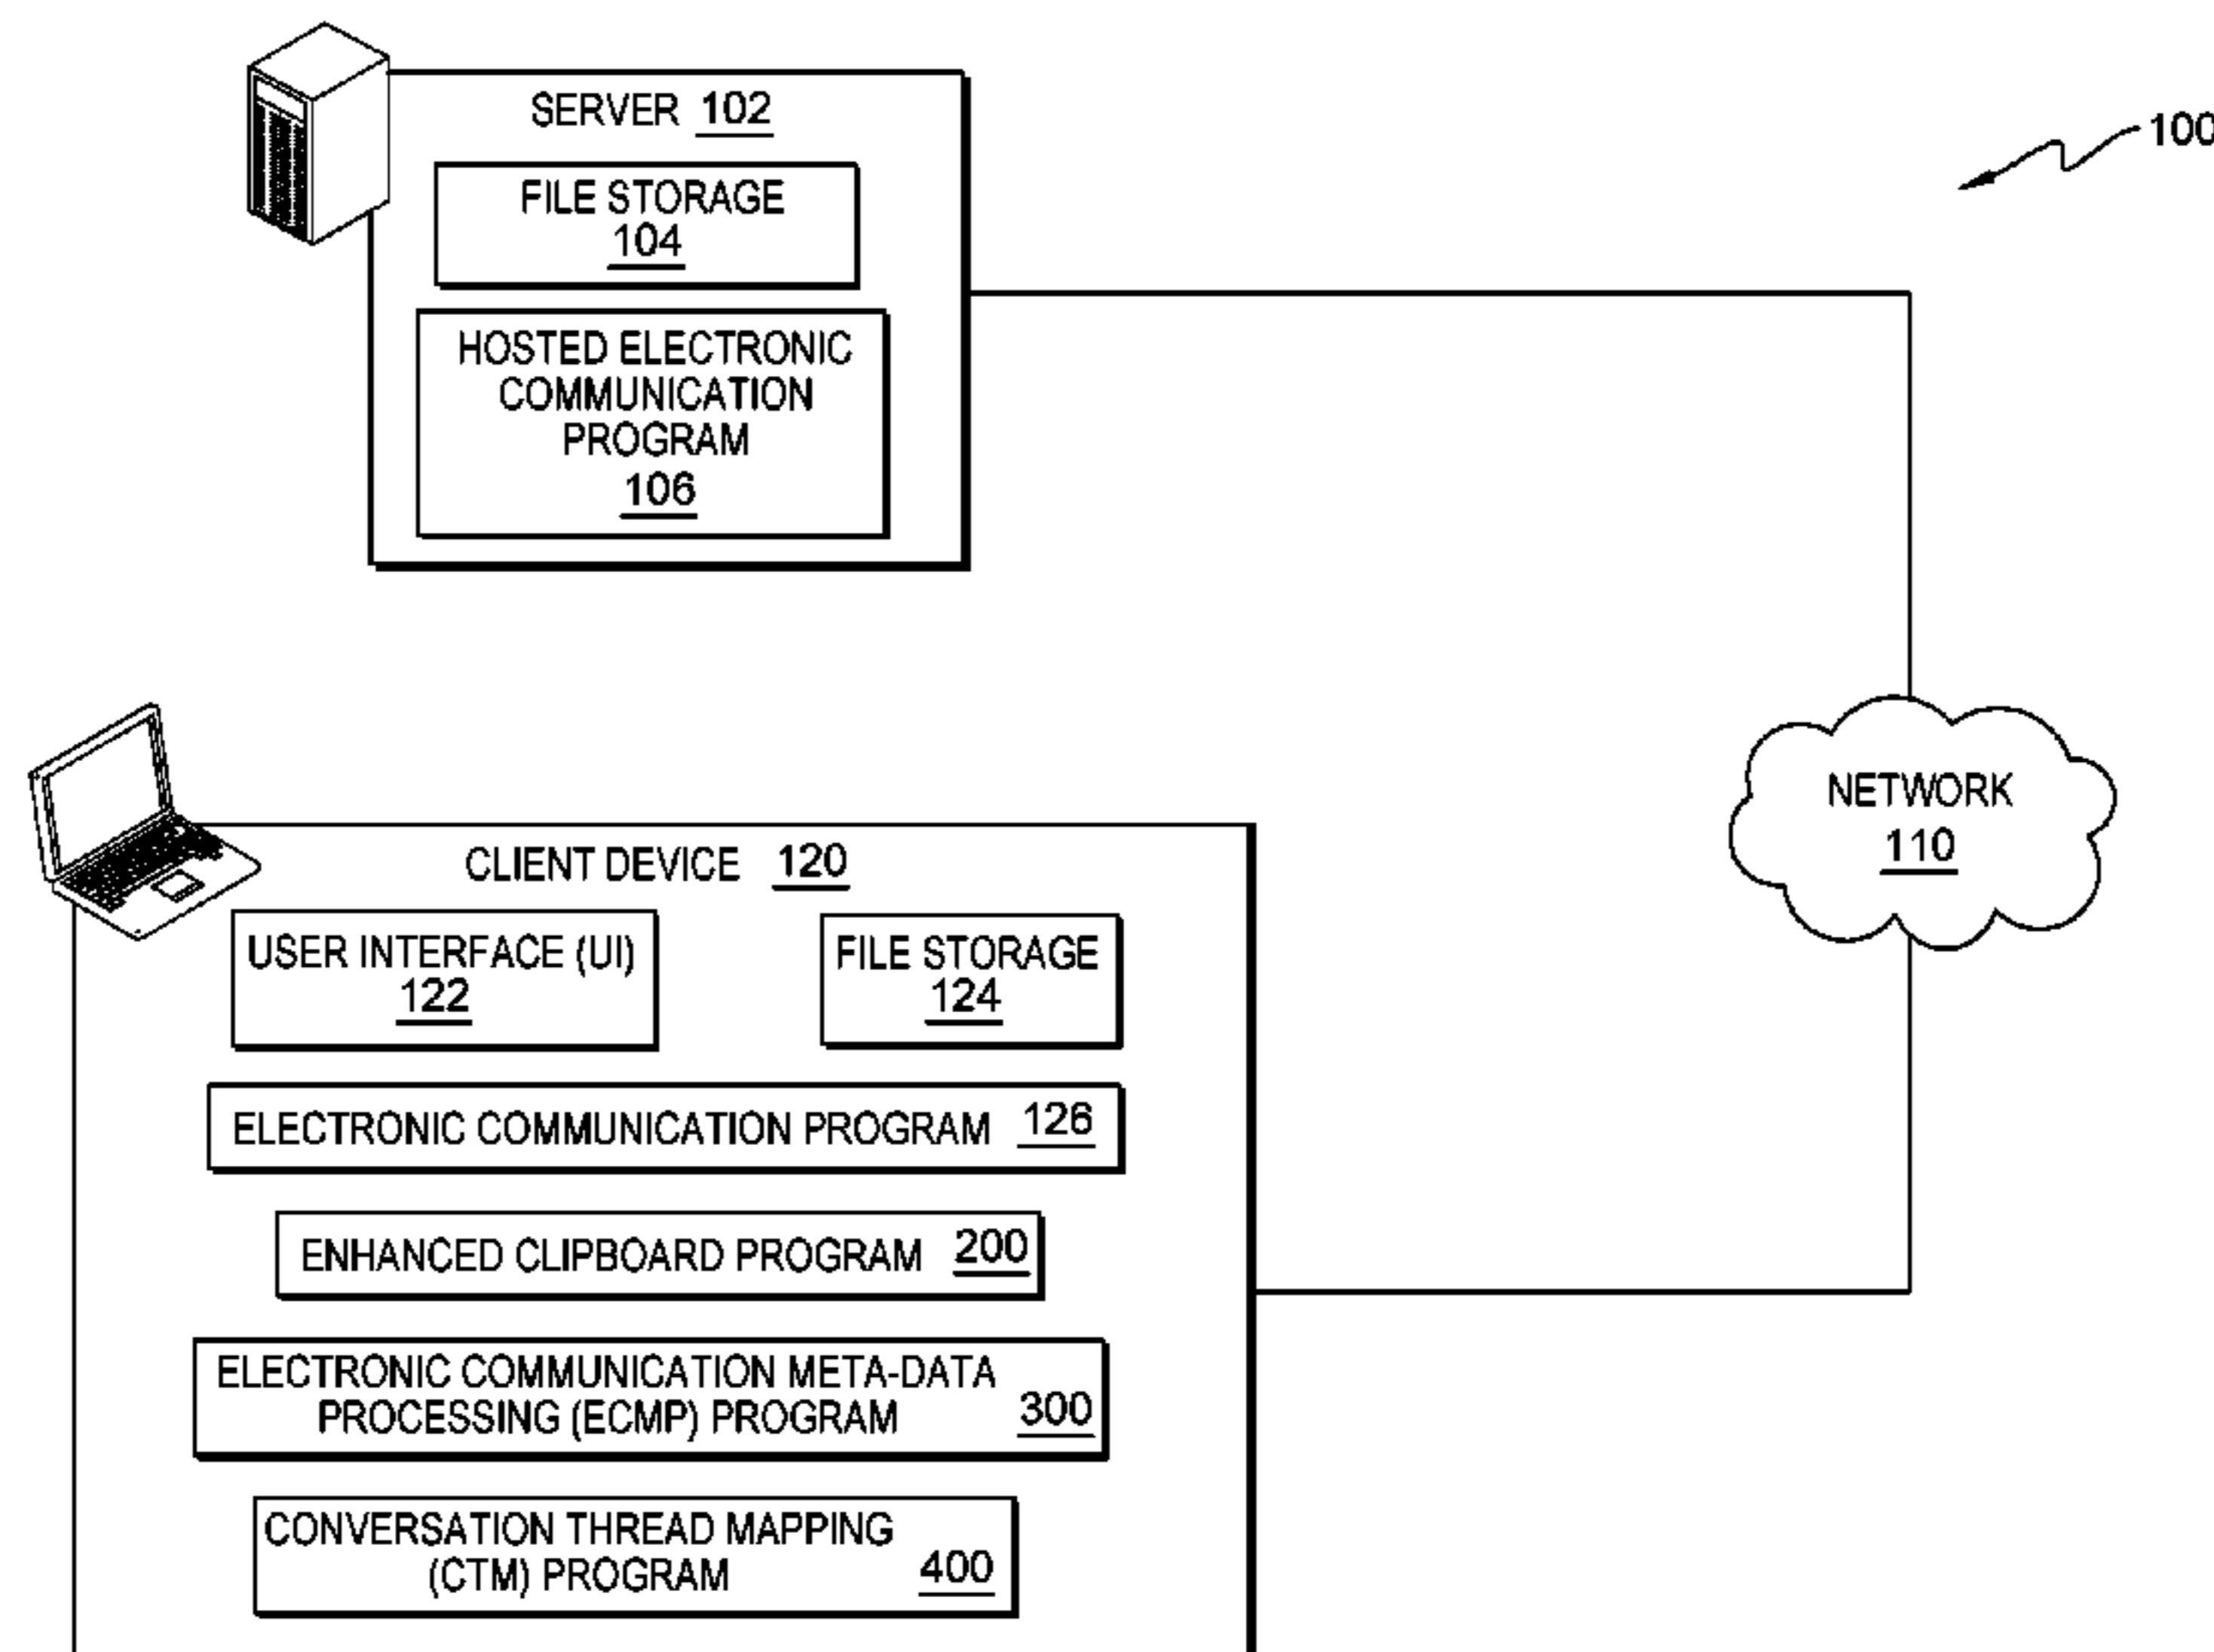 SERVER 102
100
FILE STORAGE
104
HOSTED ELECTRONIC
COMMUNICATION
PROGRAM
106
NETWORK
110
CLIENT DEVICE 120
USER INTERFACE (UI)
122
FILE STORAGE
124
ELECTRONIC COMMUNICATION PROGRAM 126
ENHANCED CLIPBOARD PROGRAM 200
ELECTRONIC COMMUNICATION META-DATA
PROCESSING (ECMP) PROGRAM 300
CONVERSATION THREAD MAPPING
(CTM) PROGRAM 400